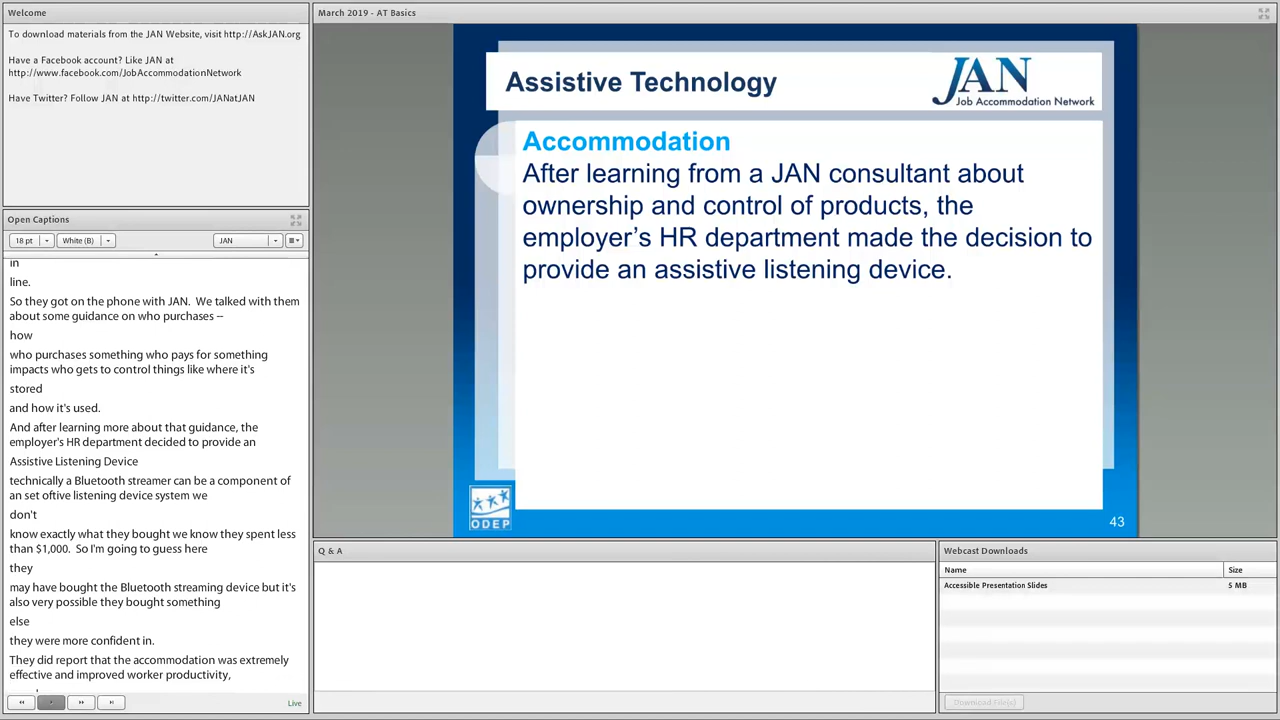 Welcome
To download materials from the JAN Website, visit http://AskJAN.org
Have a Facebook account? Like JAN at
http://www.facebook.com/JobAccommodationNetwork
Have Twitter? Follow JAN at http://twitter.com/JANatJAN
Open Captions
18 pt
White (B)
JAN
in
line.
So they got on the phone with JAN. We talked with them
about some guidance on who purchases --
how
who purchases something who pays for something
impacts who gets to control things like where it's
stored
and how it's used.
And after learning more about that guidance, the
employer's HR department decided to provide an
Assistive Listening Device
technically a Bluetooth streamer can be a component of
an set oftive listening device system we
don't
know exactly what they bought we know they spent less
than $1,000. So I'm going to guess here
they
may have bought the Bluetooth streaming device but it's
also very possible they bought something
else
they were more confident in.
They did report that the accommodation was extremely
effective and improved worker productivity,
Live
March 2019 - AT Basics
Assistive Technology
JAN
Job Accommodation Network
Accommodation
After learning from a JAN consultant about
ownership and control of products, the
employer’s HR department made the decision to
provide an assistive listening device.
ODEP
43
Q & A
Webcast Downloads
Name
Size
Accessible Presentation Slides
5 MB
Download File(s)